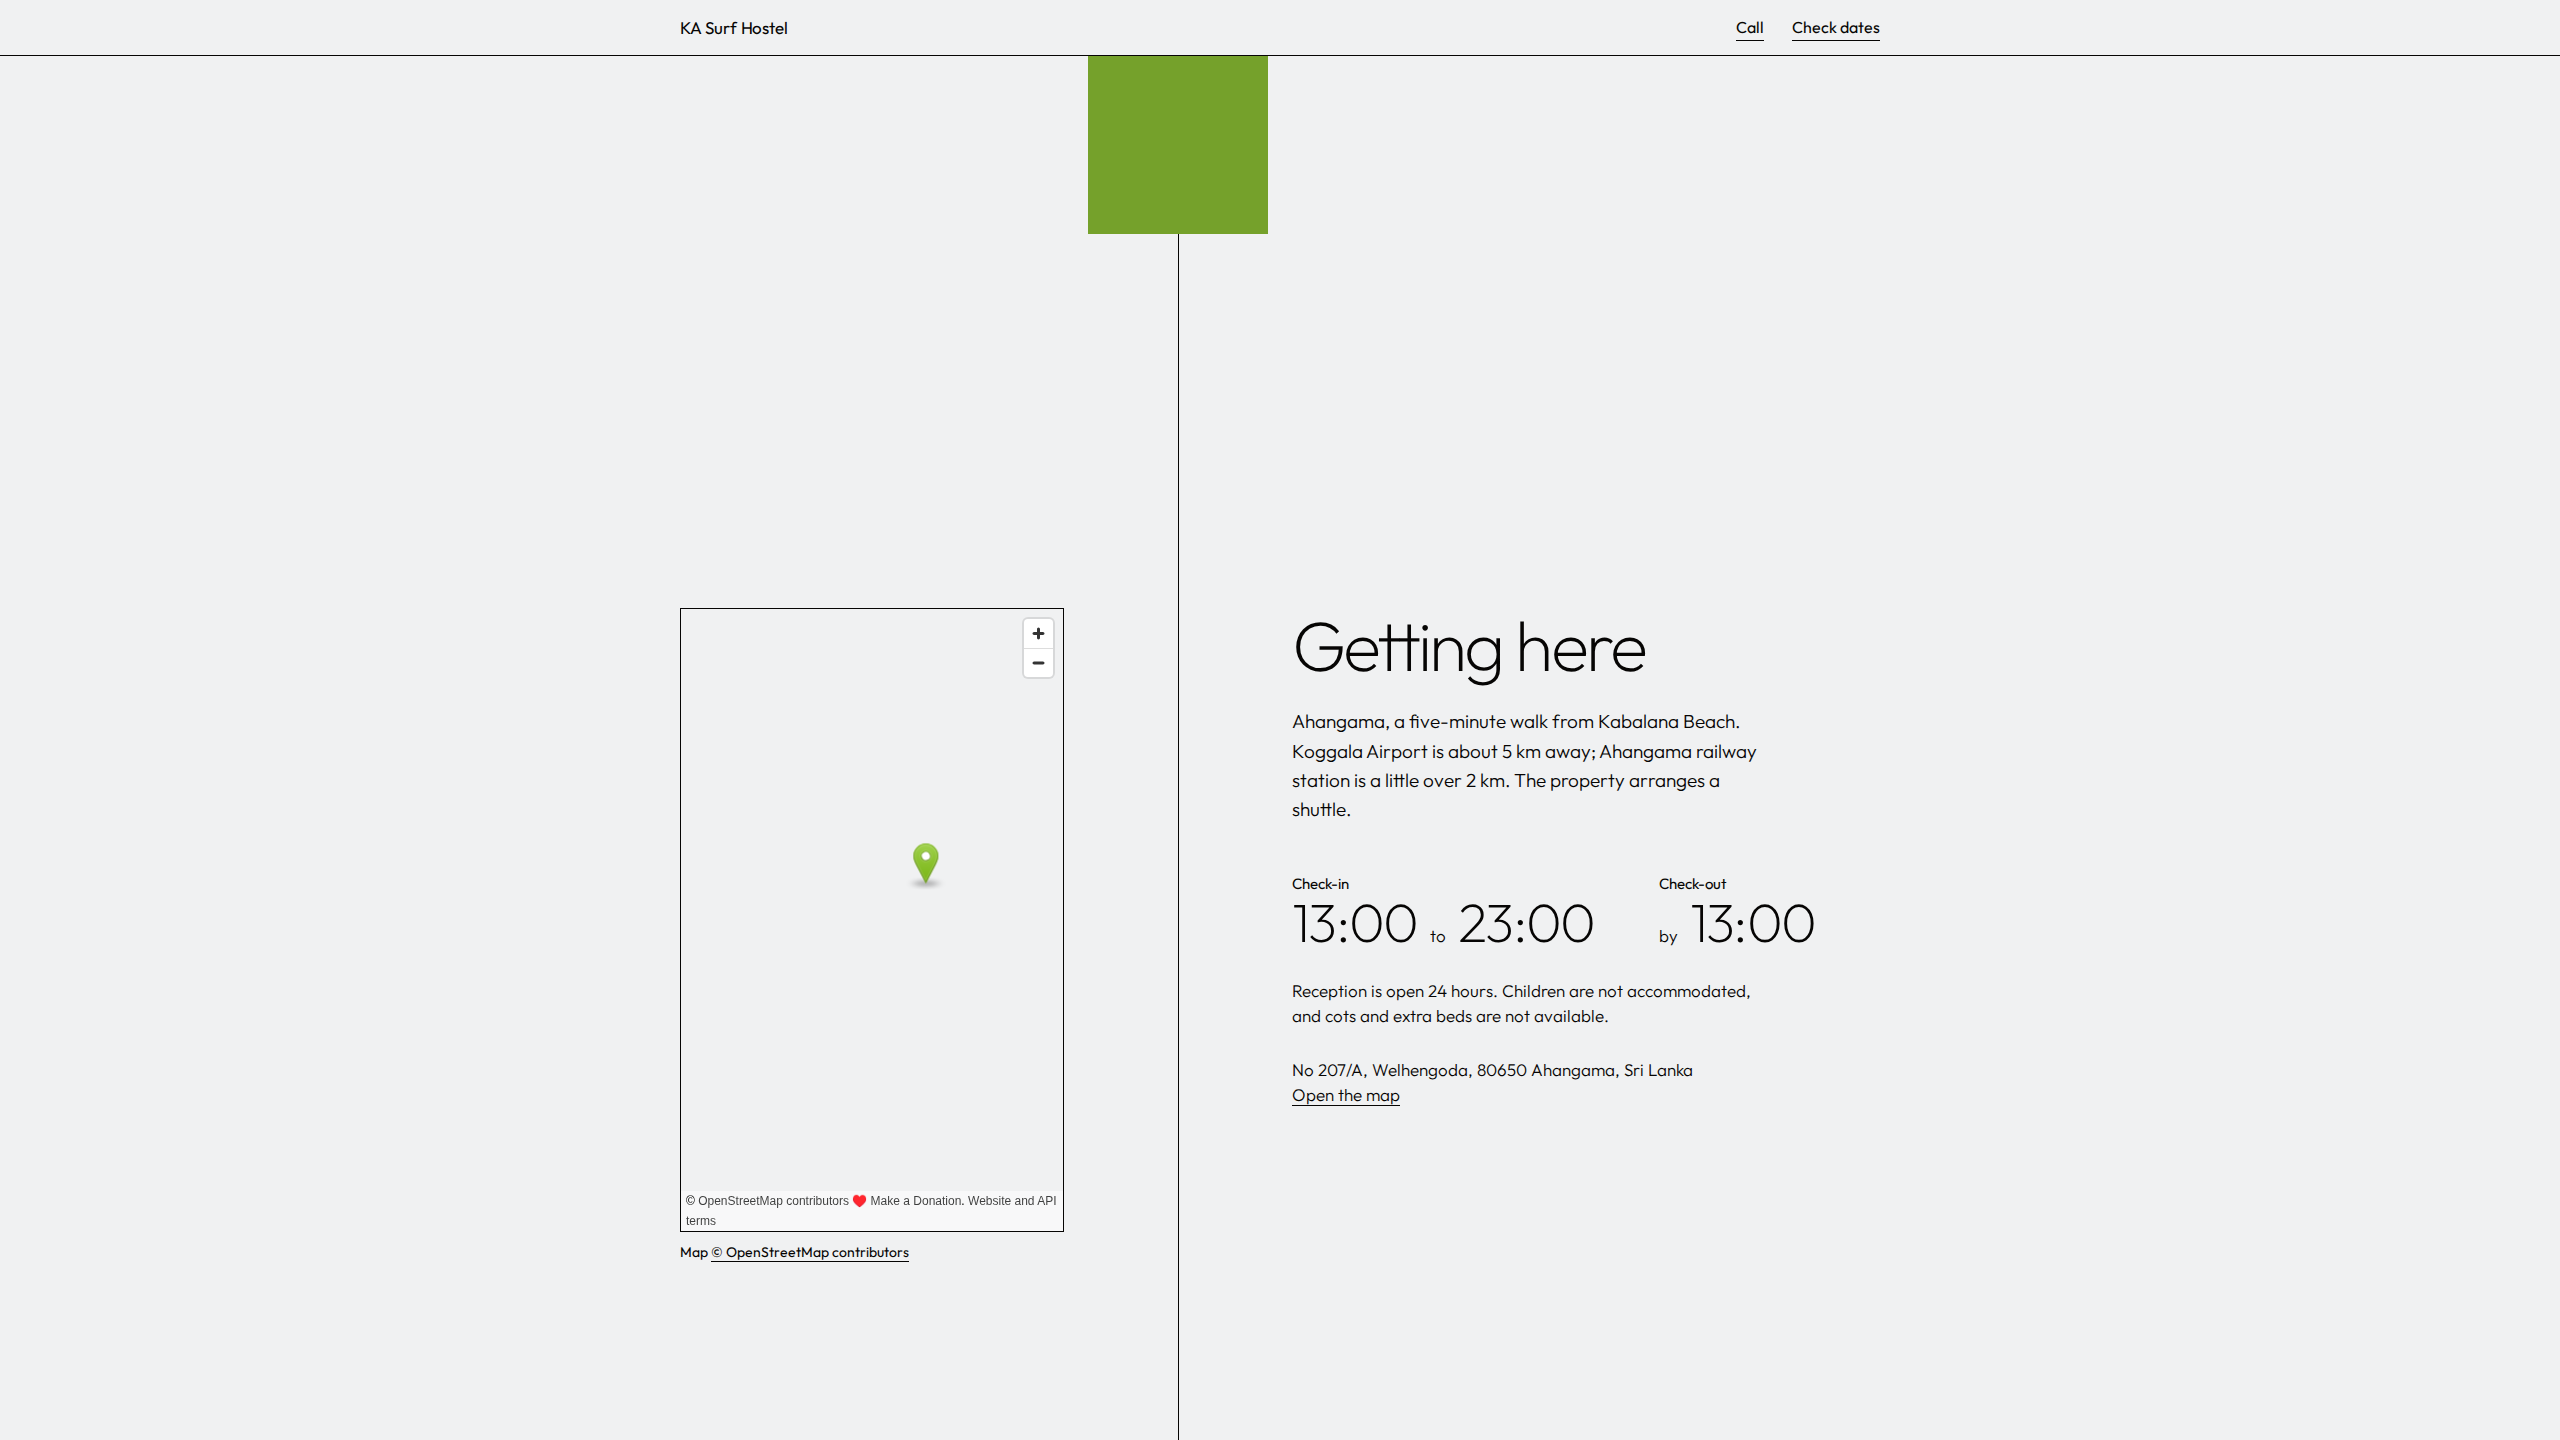 KA Surf Hostel
Call
Check dates
+
−
© OpenStreetMap contributors ♥ Make a Donation. Website and API
terms
Map © OpenStreetMap contributors
Getting here
Ahangama, a five-minute walk from Kabalana Beach.
Koggala Airport is about 5 km away; Ahangama railway
station is a little over 2 km. The property arranges a
shuttle.
Check-in
13:00 to 23:00
Check-out
by 13:00
Reception is open 24 hours. Children are not accommodated,
and cots and extra beds are not available.
No 207/A, Welhengoda, 80650 Ahangama, Sri Lanka
Open the map